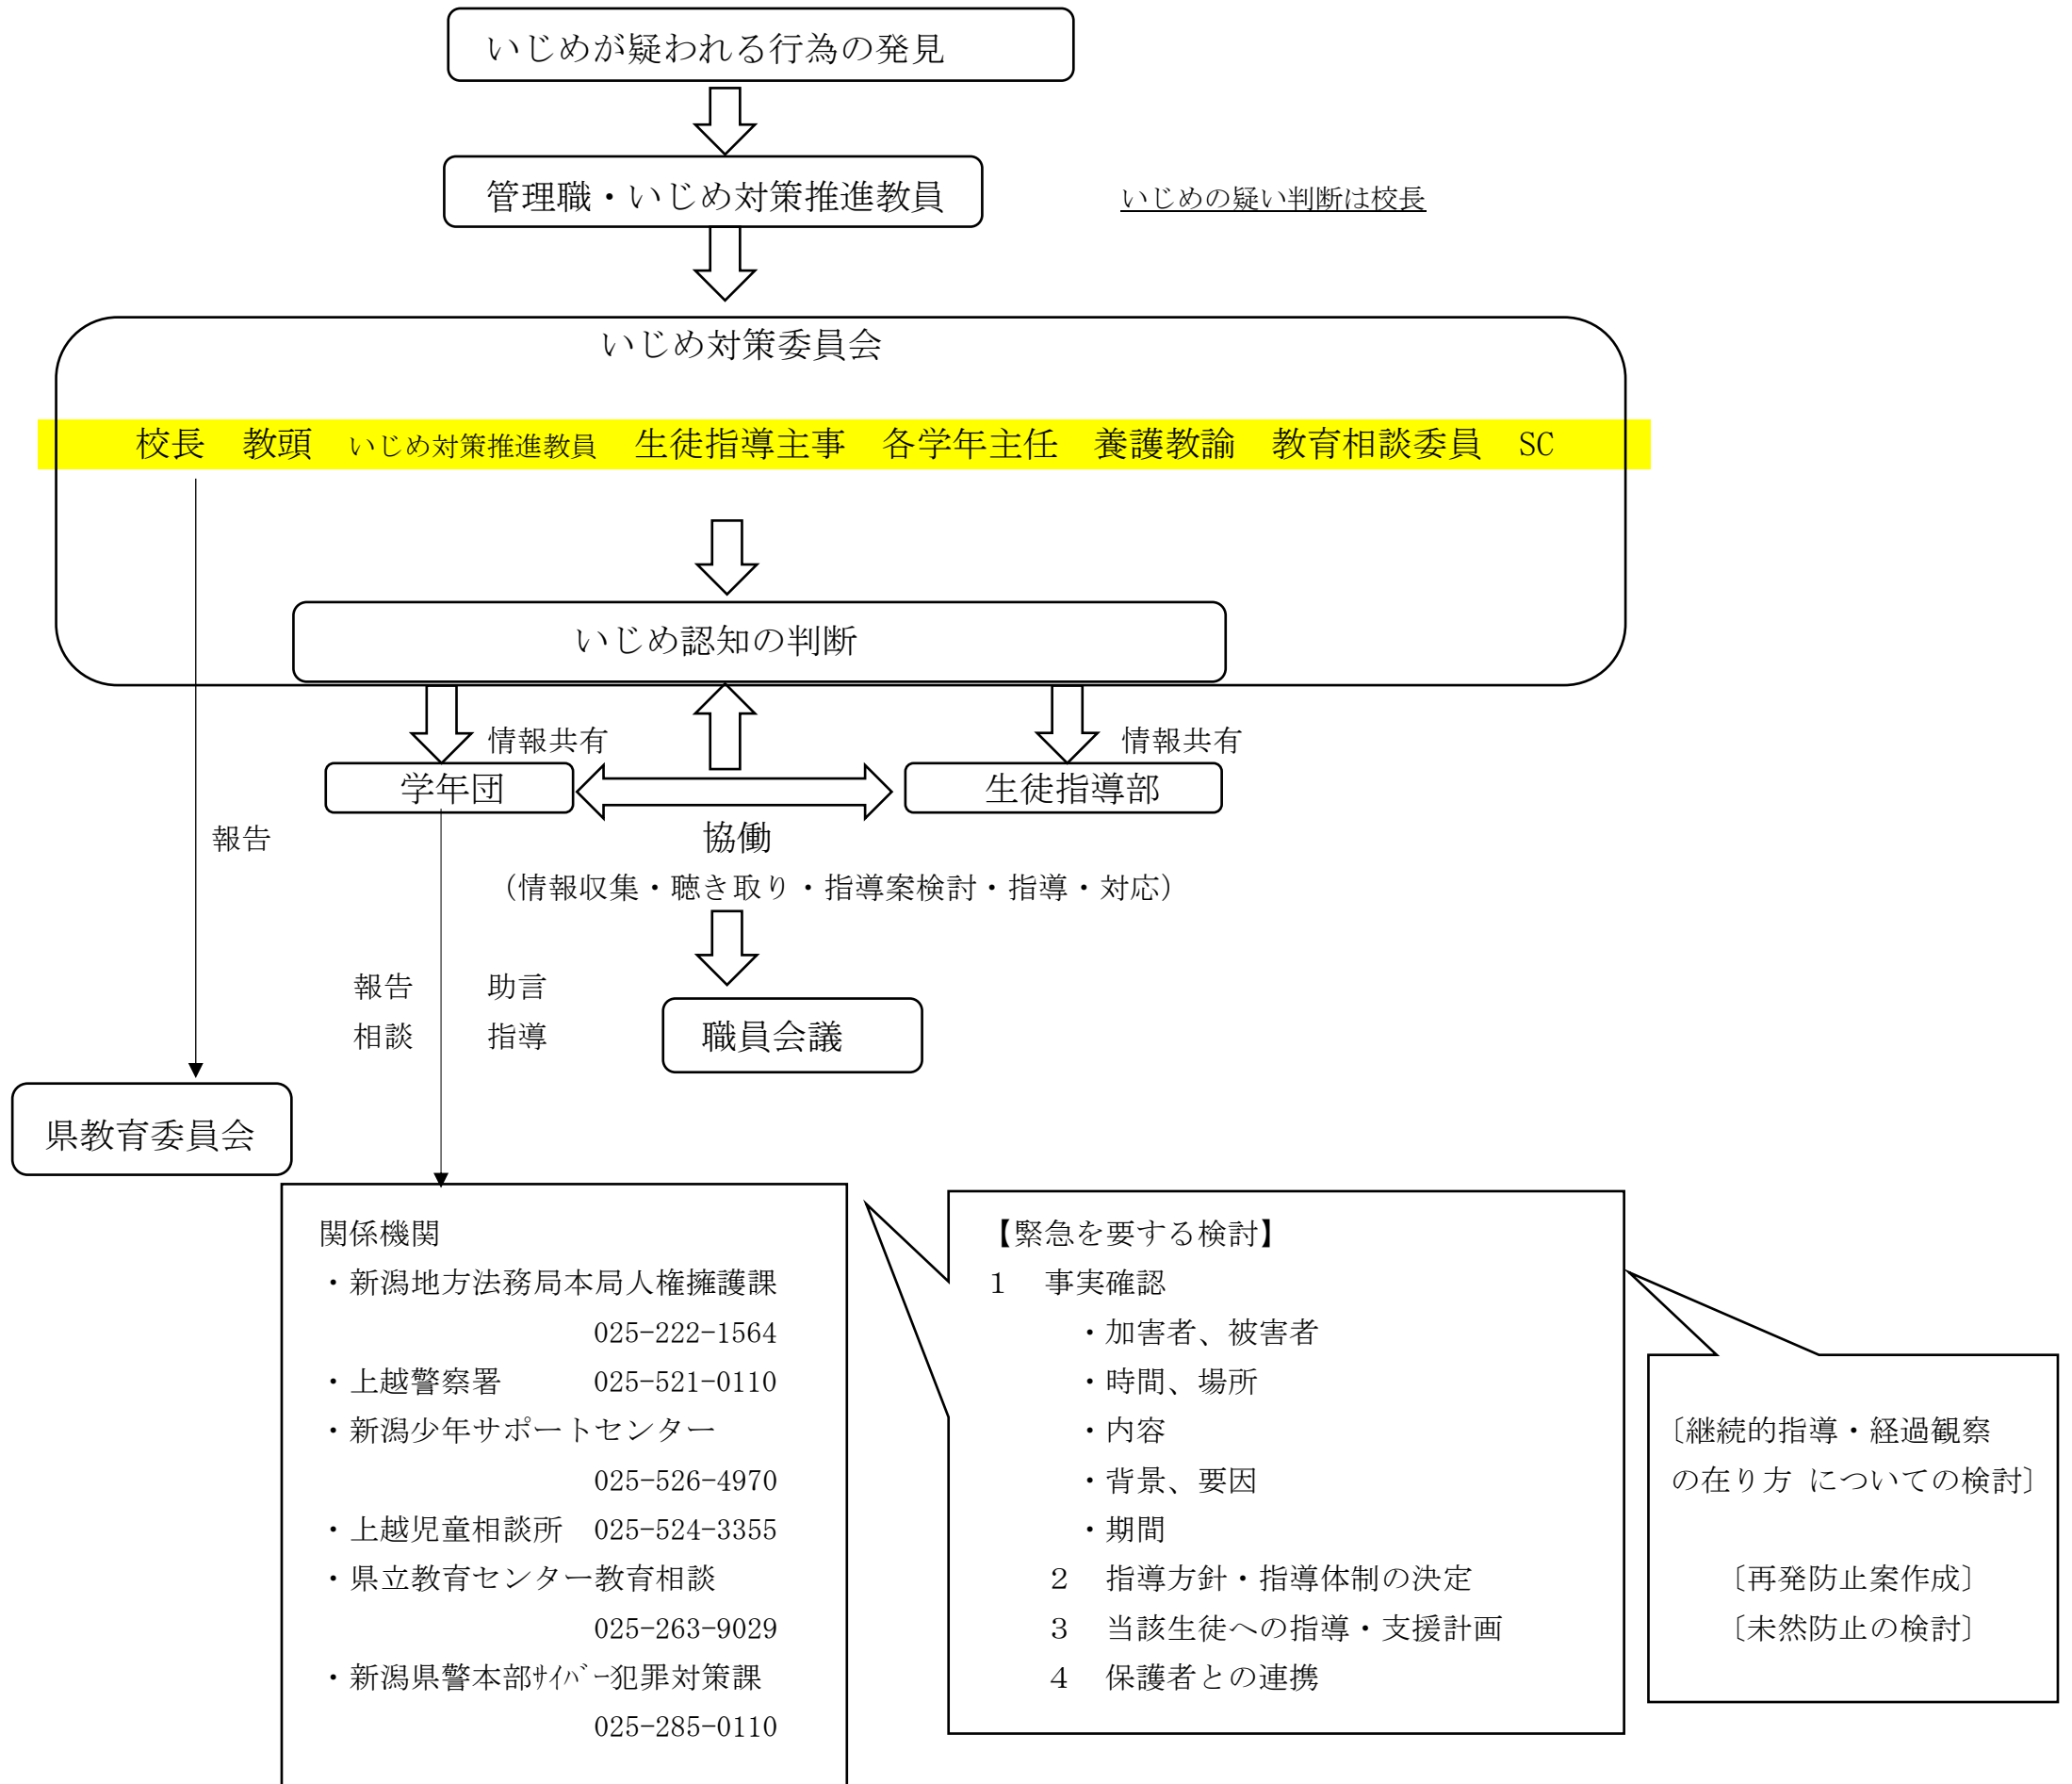 いじめが疑われる行為の発見
管理職・いじめ対策推進教員
いじめの疑い判断は校長
いじめ対策委員会
校長　教頭　いじめ対策推進教員　生徒指導主事　各学年主任　養護教諭　教育相談委員　SC
いじめ認知の判断
情報共有
情報共有
学年団
生徒指導部
報告
協働
（情報収集・聴き取り・指導案検討・指導・対応）
報告　助言
相談　指導
職員会議
県教育委員会
関係機関
・新潟地方法務局本局人権擁護課
025-222-1564
・上越警察署　025-521-0110
・新潟少年サポートセンター
025-526-4970
・上越児童相談所　025-524-3355
・県立教育センター教育相談
025-263-9029
・新潟県警本部ｻｲﾊﾞｰ犯罪対策課
025-285-0110
【緊急を要する検討】
１　事実確認
・加害者、被害者
・時間、場所
・内容
・背景、要因
・期間
２　指導方針・指導体制の決定
３　当該生徒への指導・支援計画
４　保護者との連携
〔継続的指導・経過観察
の在り方 についての検討〕
〔再発防止案作成〕
〔未然防止の検討〕